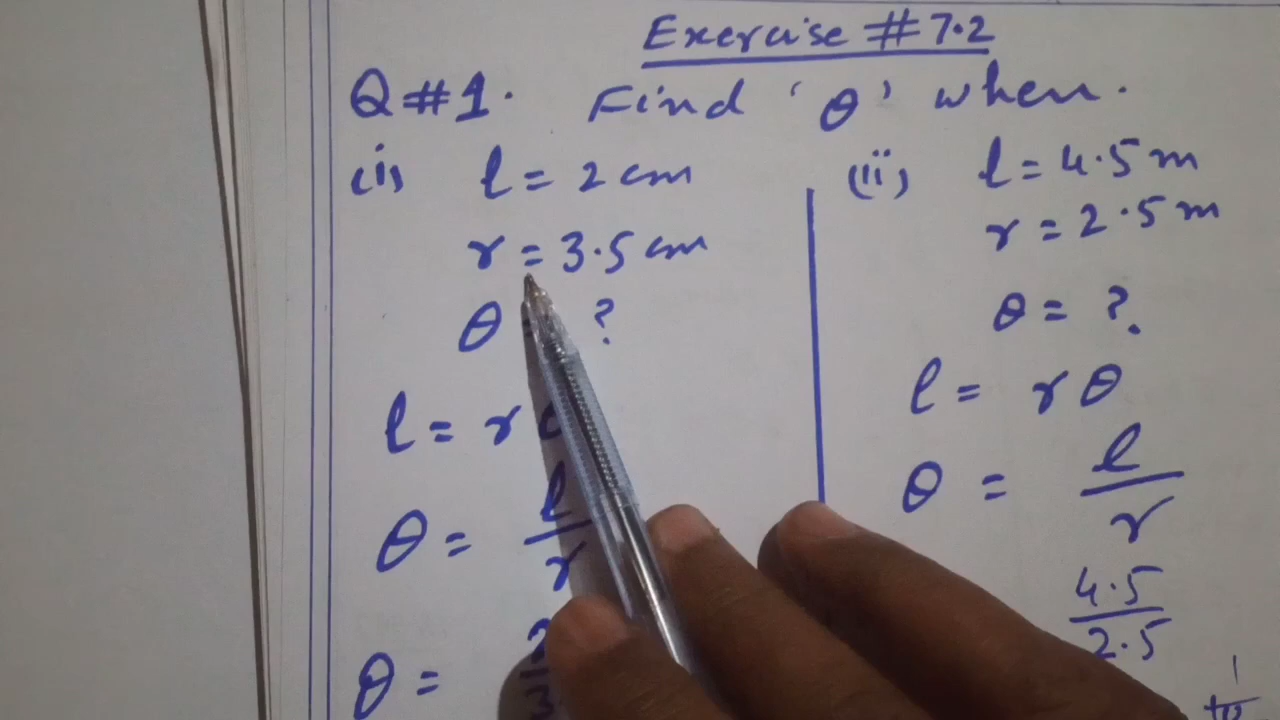 Exercise # 7.2
Q #1. Find 'θ' when.
(i) l = 2 cm
r = 3.5 cm
θ = ?
l = r θ
θ = l/r
θ =
(ii) l = 4.5 m
r = 2.5 m
θ = ?
l = r θ
θ = l/r
4.5/2.5